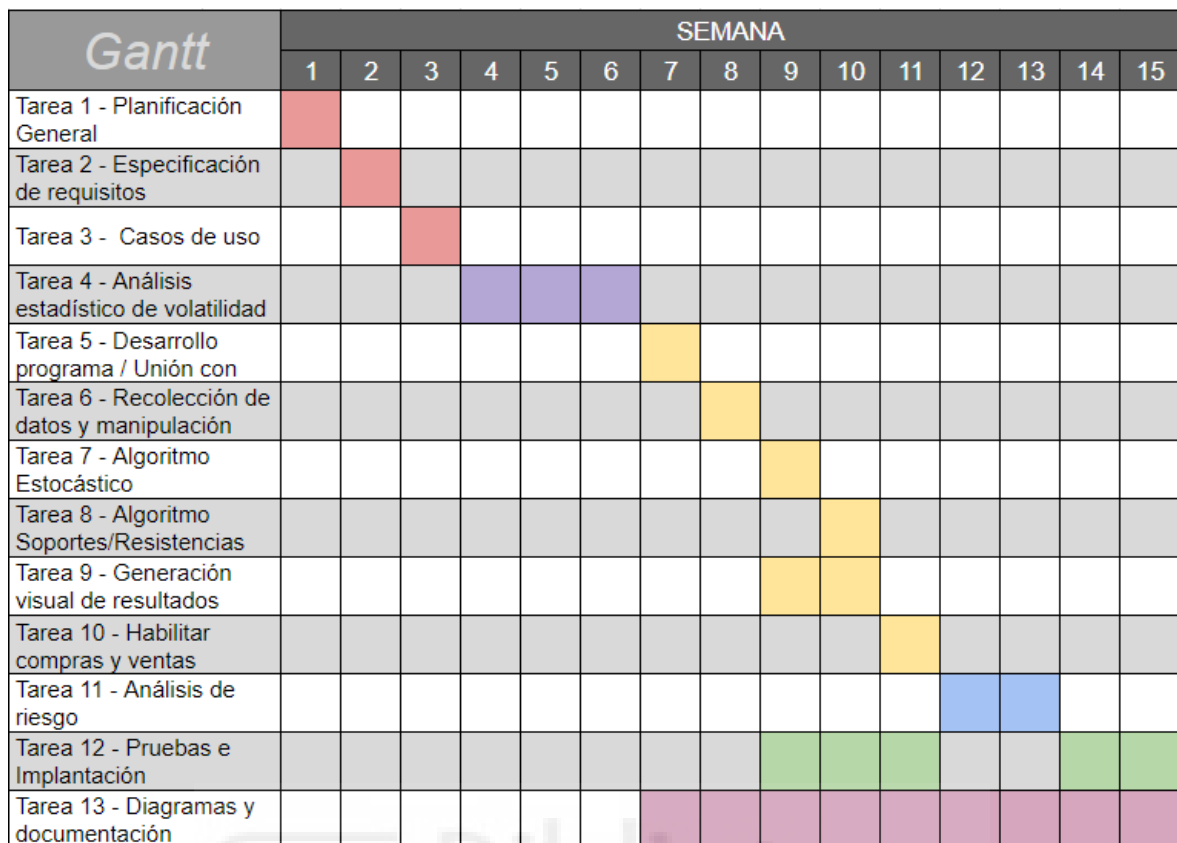 Gantt
SEMANA
1 2 3 4 5 6 7 8 9 10 11 12 13 14 15
Tarea 1 - Planificación
General
Tarea 2 - Especificación
de requisitos
Tarea 3 - Casos de uso
Tarea 4 - Análisis
estadístico de volatilidad
Tarea 5 - Desarrollo
programa / Unión con
Tarea 6 - Recolección de
datos y manipulación
Tarea 7 - Algoritmo
Estocástico
Tarea 8 - Algoritmo
Soportes/Resistencias
Tarea 9 - Generación
visual de resultados
Tarea 10 - Habilitar
compras y ventas
Tarea 11 - Análisis de
riesgo
Tarea 12 - Pruebas e
Implantación
Tarea 13 - Diagramas y
documentación